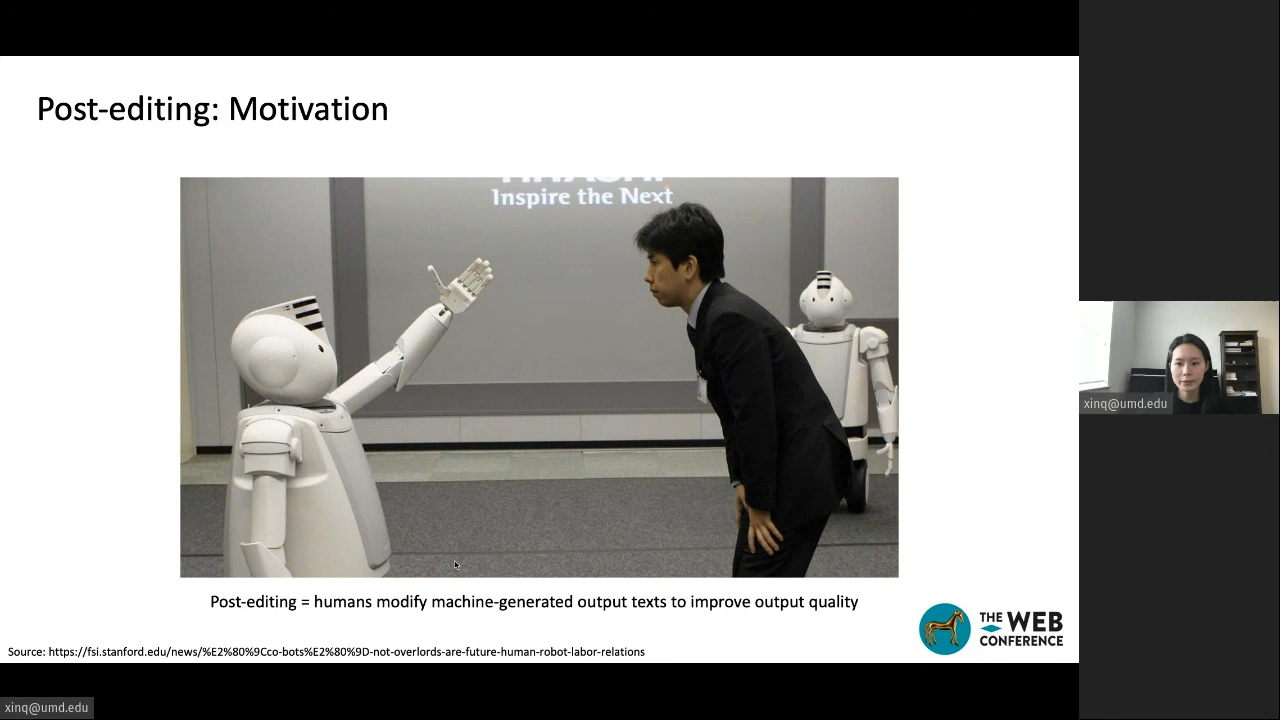 Post-editing: Motivation
Inspire the Next
Post-editing = humans modify machine-generated output texts to improve output quality
THE WEB
CONFERENCE
Source: https://fsi.stanford.edu/news/%E2%80%9Cco-bots%E2%80%9D-not-overlords-are-future-human-robot-labor-relations
xinq@umd.edu
xinq@umd.edu